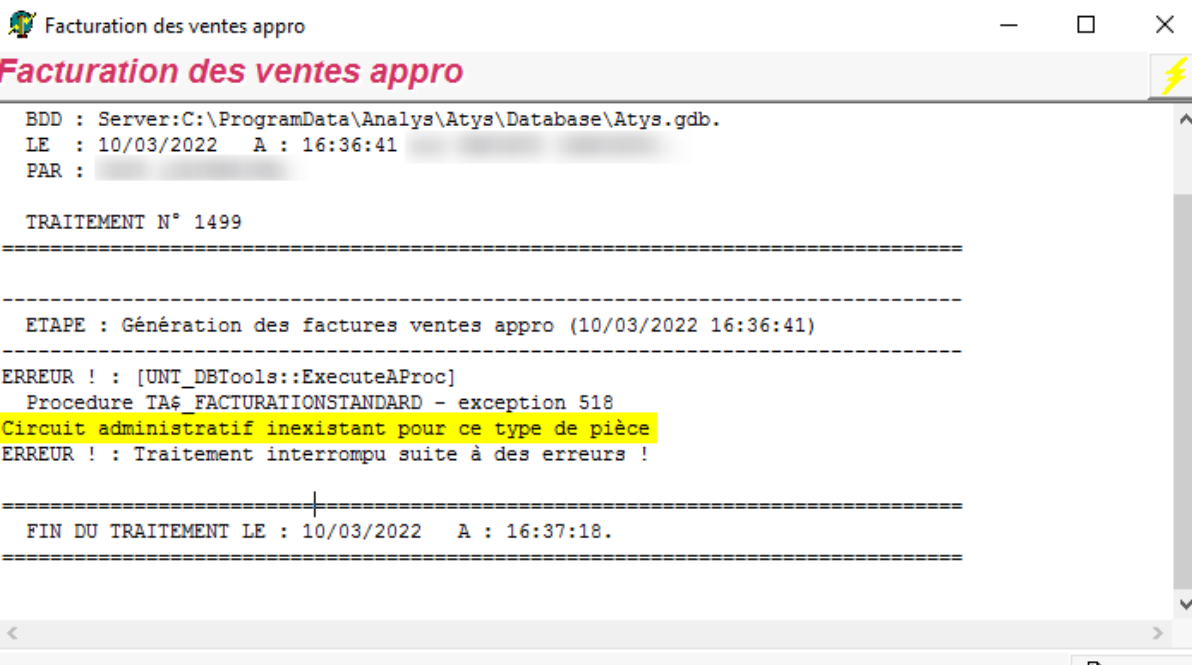 Facturation des ventes appro
Facturation des ventes appro
BDD : Server:C:\ProgramData\Analys\Atys\Database\Atys.gdb.
LE : 10/03/2022 A : 16:36:41
PAR :
TRAITEMENT N° 1499
================================================================================
--------------------------------------------------------------------------------
ETAPE : Génération des factures ventes appro (10/03/2022 16:36:41)
--------------------------------------------------------------------------------
ERREUR ! : [UNT_DBTools::ExecuteAProc]
Procedure TA$_FACTURATIONSTANDARD - exception 518
Circuit administratif inexistant pour ce type de pièce
ERREUR ! : Traitement interrompu suite à des erreurs !
================================================================================
FIN DU TRAITEMENT LE : 10/03/2022 A : 16:37:18.
================================================================================